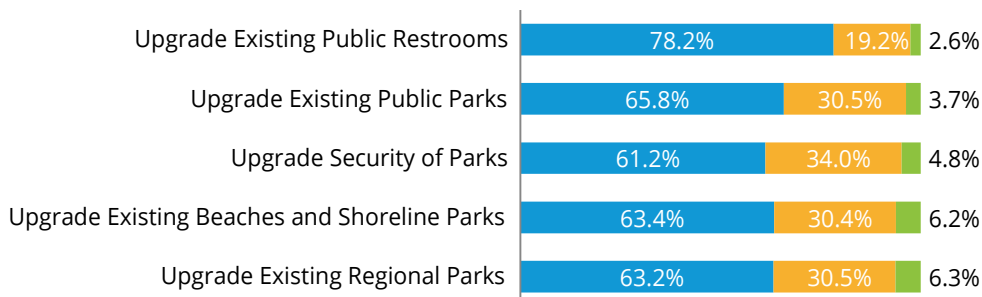 Upgrade Existing Public Restrooms 78.2% 19.2% 2.6%
Upgrade Existing Public Parks 65.8% 30.5% 3.7%
Upgrade Security of Parks 61.2% 34.0% 4.8%
Upgrade Existing Beaches and Shoreline Parks 63.4% 30.4% 6.2%
Upgrade Existing Regional Parks 63.2% 30.5% 6.3%